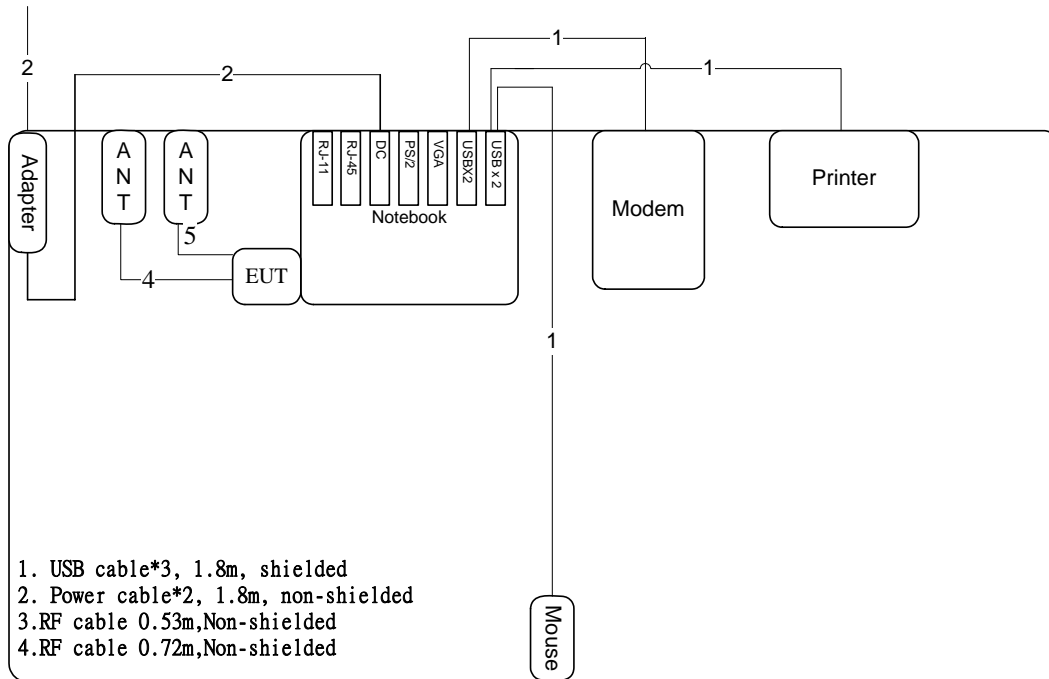 1
2
2
1
Adapter
ANT
ANT
RJ-11
RJ-45
DC
PS/2
VGA
USBX2
USB x 2
Notebook
Modem
Printer
5
4
EUT
1
1. USB cable*3, 1.8m, shielded
2. Power cable*2, 1.8m, non-shielded
3.RF cable 0.53m,Non-shielded
4.RF cable 0.72m,Non-shielded
Mouse